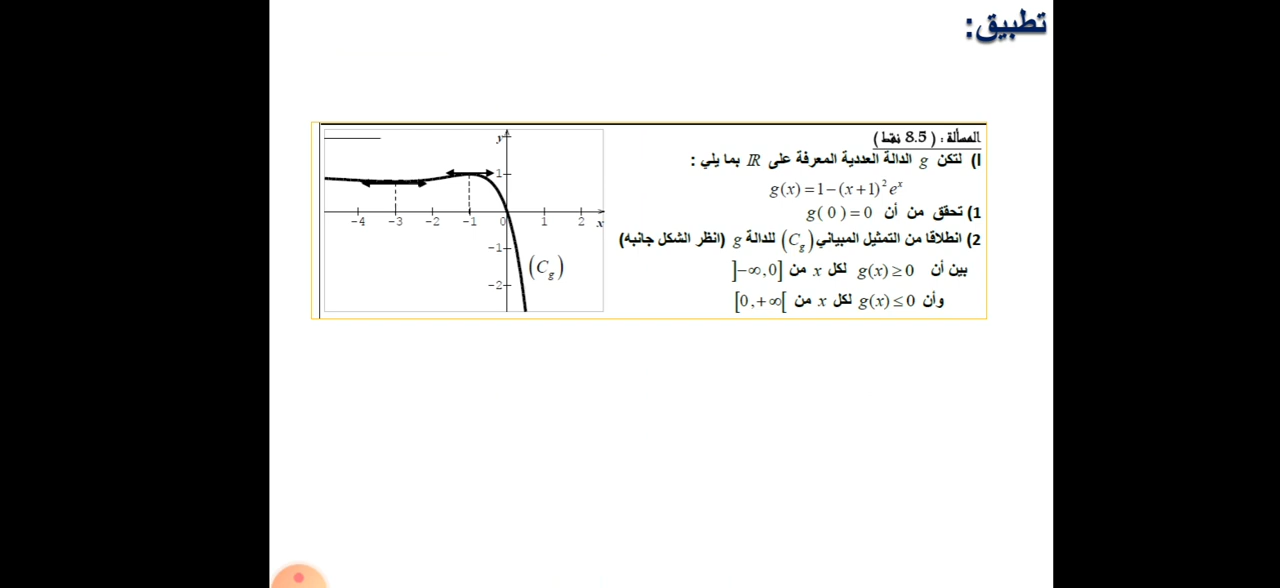 تطبيق:
المسألة : ( 8.5 نقط )
I) لتكن g الدالة العددية المعرفة على ℝ بما يلي :
g(x) = 1 − (x+1)² eˣ
1) تحقق من أن g( 0 ) = 0
2) انطلاقا من التمثيل المبياني (C_g) للدالة g (انظر الشكل جانبه)
بين أن g(x) ≥ 0 لكل x من ]−∞,0]
وأن g(x) ≤ 0 لكل x من [0,+∞[
y
1
-4 -3 -2 -1 0 1 2 x
-1
(C_g)
-2